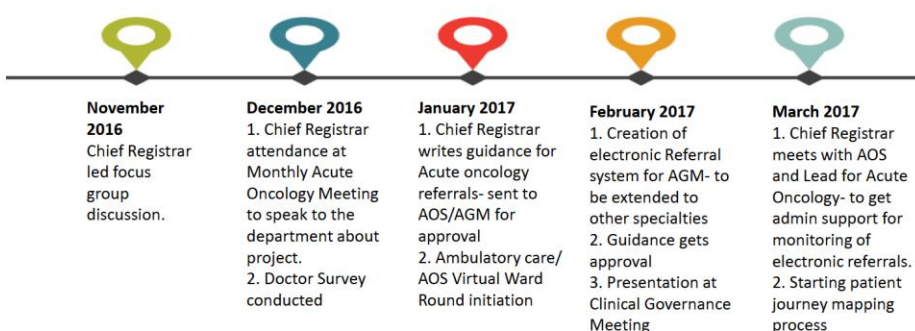 November
2016
Chief Registrar
led focus
group
discussion.
December 2016
1. Chief Registrar
attendance at
Monthly Acute
Oncology Meeting
to speak to the
department about
project.
2. Doctor Survey
conducted
January 2017
1. Chief Registrar
writes guidance for
Acute oncology
referrals- sent to
AOS/AGM for
approval
2. Ambulatory care/
AOS Virtual Ward
Round initiation
February 2017
1. Creation of
electronic Referral
system for AGM- to
be extended to
other specialties
2. Guidance gets
approval
3. Presentation at
Clinical Governance
Meeting
March 2017
1. Chief Registrar
meets with AOS
and Lead for Acute
Oncology- to get
admin support for
monitoring of
electronic referrals.
2. Starting patient
journey mapping
process